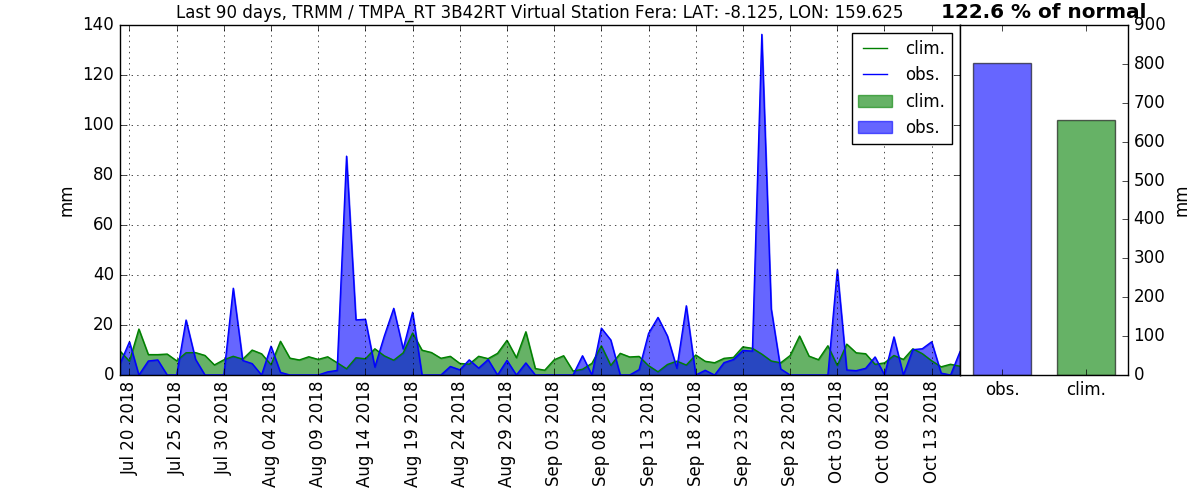 Last 90 days, TRMM / TMPA_RT 3B42RT Virtual Station Fera: LAT: -8.125, LON: 159.625
122.6 % of normal
140
120
100
80
60
40
20
0
mm
clim.
obs.
clim.
obs.
Jul 20 2018
Jul 25 2018
Jul 30 2018
Aug 04 2018
Aug 09 2018
Aug 14 2018
Aug 19 2018
Aug 24 2018
Aug 29 2018
Sep 03 2018
Sep 08 2018
Sep 13 2018
Sep 18 2018
Sep 23 2018
Sep 28 2018
Oct 03 2018
Oct 08 2018
Oct 13 2018
900
800
700
600
500
400
300
200
100
0
mm
obs.
clim.